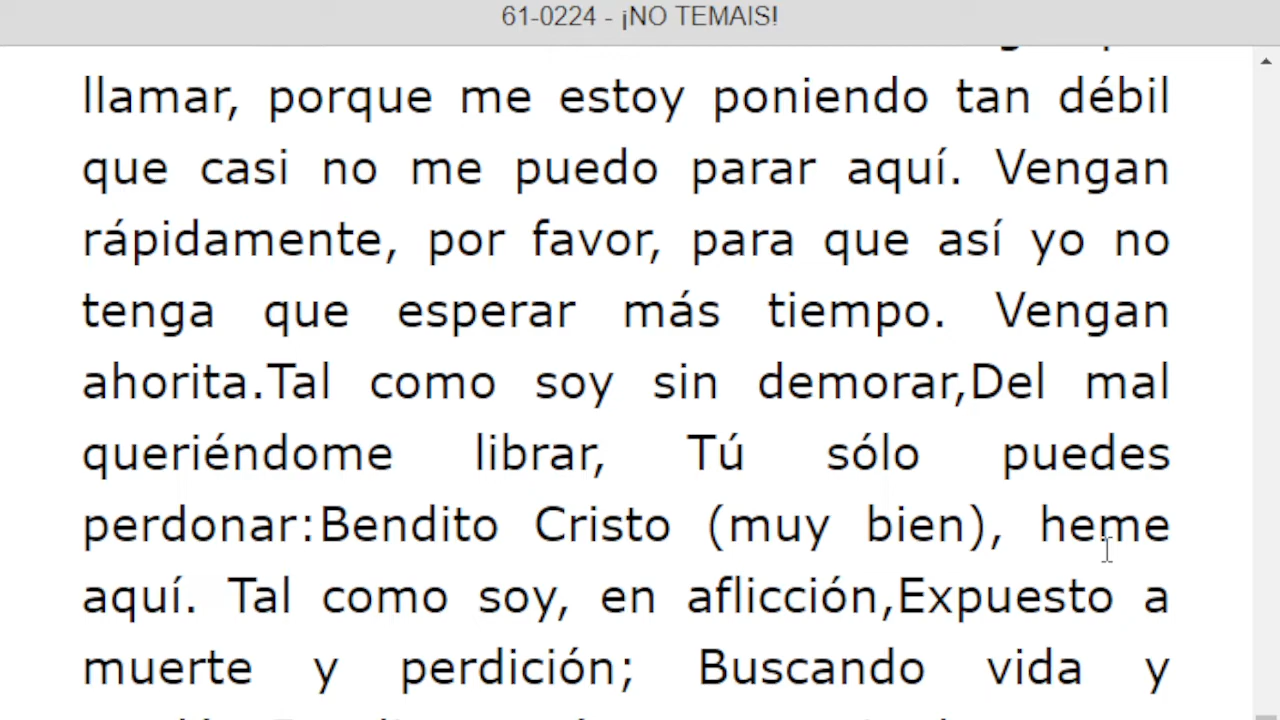 61-0224 - ¡NO TEMAIS!
llamar, porque me estoy poniendo tan débil
que casi no me puedo parar aquí. Vengan
rápidamente, por favor, para que así yo no
tenga que esperar más tiempo. Vengan
ahorita.Tal como soy sin demorar,Del mal
queriéndome librar, Tú sólo puedes
perdonar:Bendito Cristo (muy bien), heme
aquí. Tal como soy, en aflicción,Expuesto a
muerte y perdición; Buscando vida y